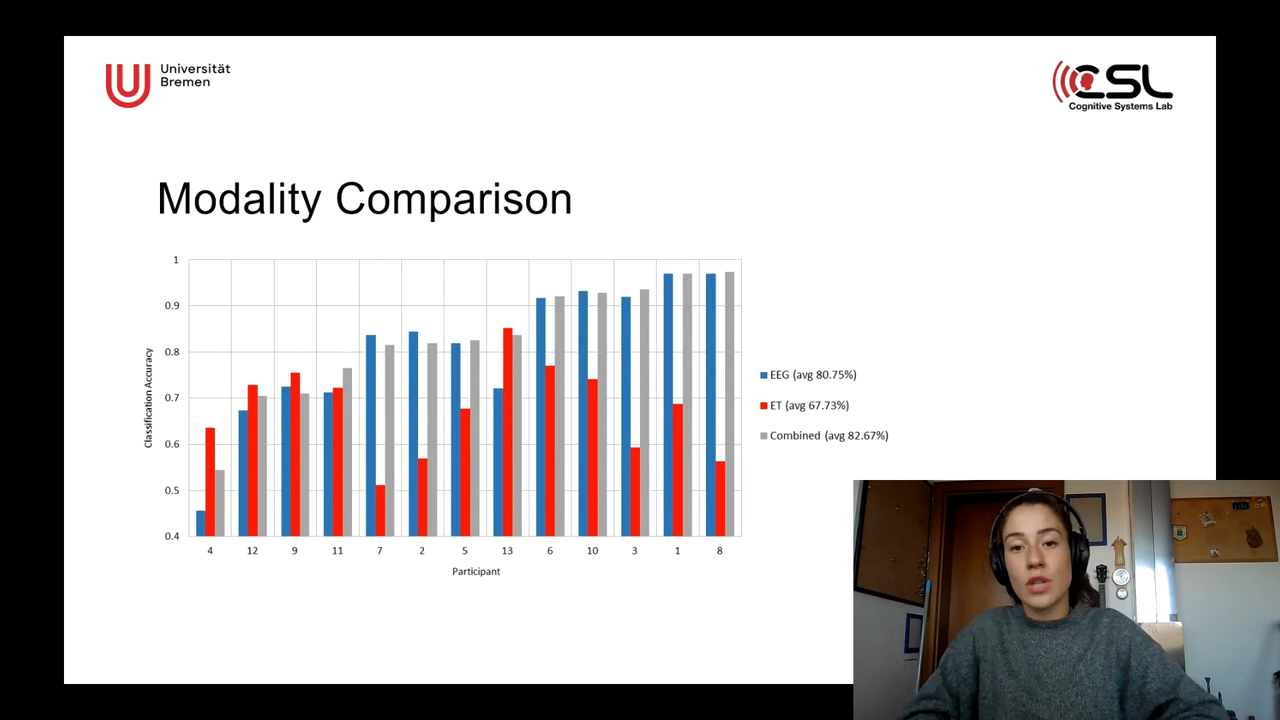 Universität
Bremen
CSL
Cognitive Systems Lab
Modality Comparison
1
0.9
0.8
0.7
0.6
0.5
0.4
Classification Accuracy
4 12 9 11 7 2 5 13 6 10 3 1 8
Participant
EEG (avg 80.75%)
ET (avg 67.73%)
Combined (avg 82.67%)